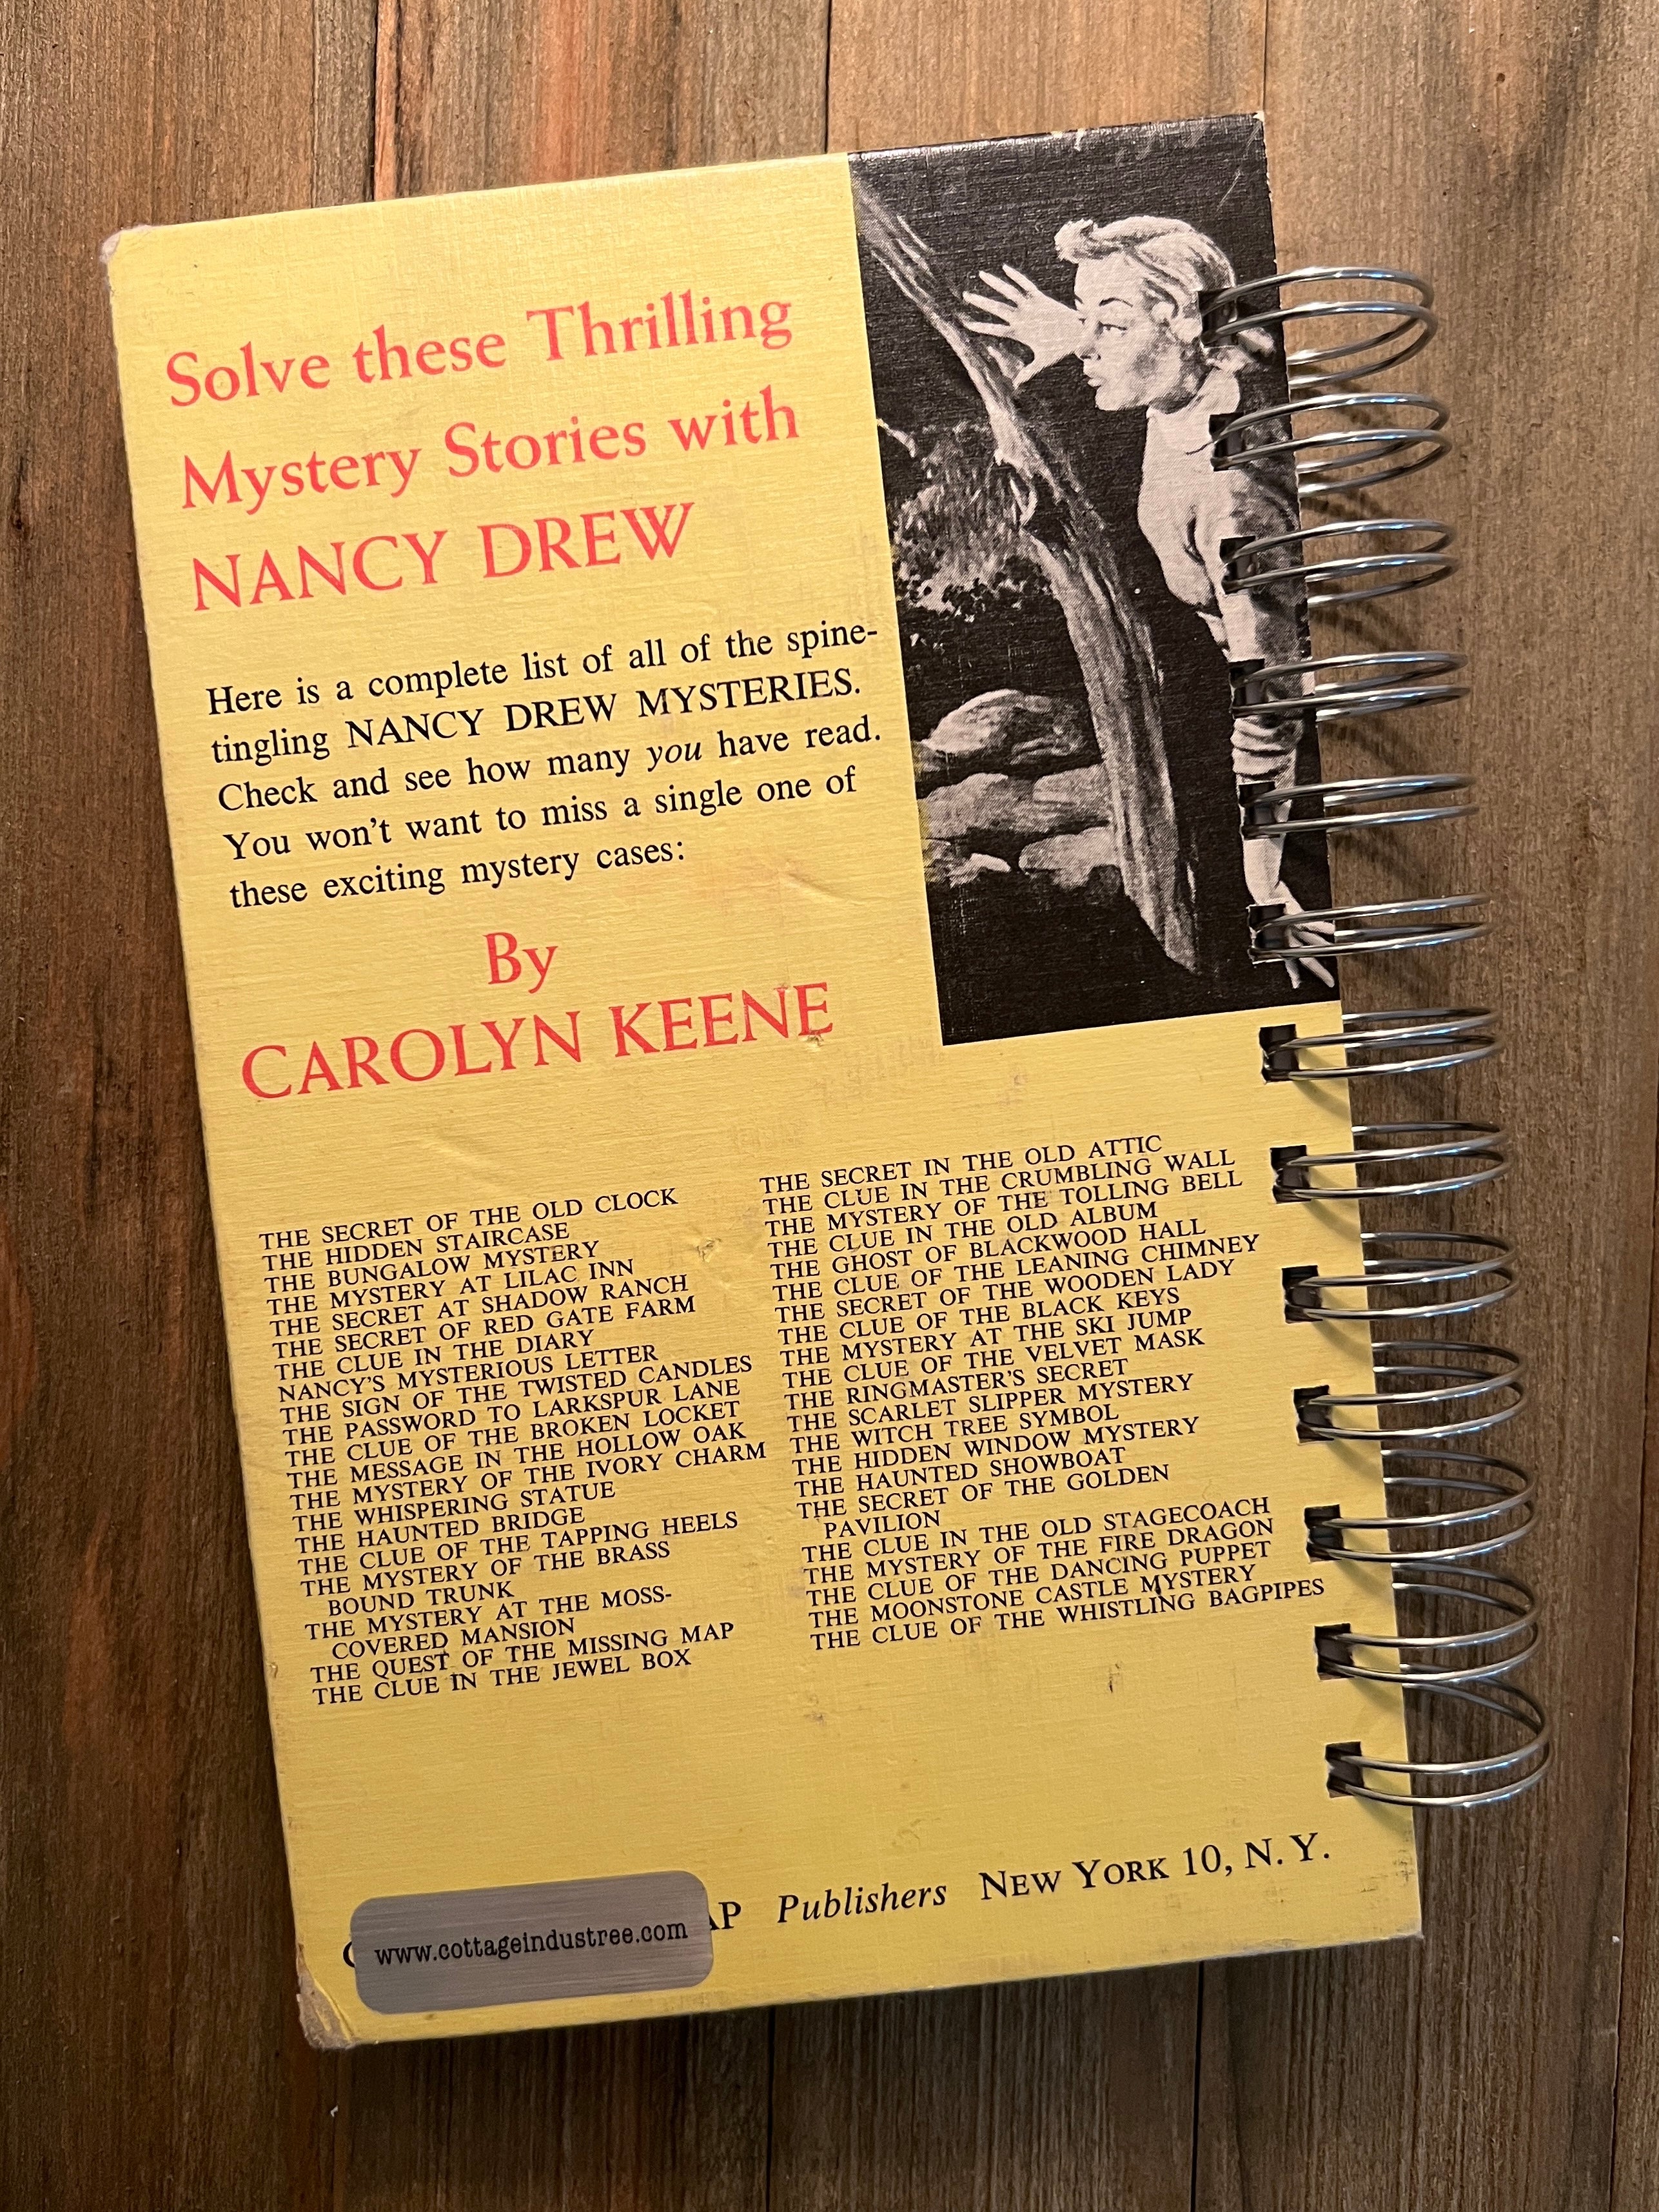 Solve these Thrilling
Mystery Stories with
NANCY DREW
Here is a complete list of all of the spine-
tingling NANCY DREW MYSTERIES.
Check and see how many you have read.
You won't want to miss a single one of
these exciting mystery cases:
By
CAROLYN KEENE
THE SECRET OF THE OLD CLOCK
THE HIDDEN STAIRCASE
THE BUNGALOW MYSTERY
THE MYSTERY AT LILAC INN
THE SECRET AT SHADOW RANCH
THE SECRET OF RED GATE FARM
THE CLUE IN THE DIARY
NANCY'S MYSTERIOUS LETTER
THE SIGN OF THE TWISTED CANDLES
THE PASSWORD TO LARKSPUR LANE
THE CLUE OF THE BROKEN LOCKET
THE MESSAGE IN THE HOLLOW OAK
THE MYSTERY OF THE IVORY CHARM
THE WHISPERING STATUE
THE HAUNTED BRIDGE
THE CLUE OF THE TAPPING HEELS
THE MYSTERY OF THE BRASS
BOUND TRUNK
THE MYSTERY AT THE MOSS-
COVERED MANSION
THE QUEST OF THE MISSING MAP
THE CLUE IN THE JEWEL BOX
THE SECRET IN THE OLD ATTIC
THE CLUE IN THE CRUMBLING WALL
THE MYSTERY OF THE TOLLING BELL
THE CLUE IN THE OLD ALBUM
THE GHOST OF BLACKWOOD HALL
THE CLUE OF THE LEANING CHIMNEY
THE SECRET OF THE WOODEN LADY
THE CLUE OF THE BLACK KEYS
THE MYSTERY AT THE SKI JUMP
THE CLUE OF THE VELVET MASK
THE RINGMASTER'S SECRET
THE SCARLET SLIPPER MYSTERY
THE WITCH TREE SYMBOL
THE HIDDEN WINDOW MYSTERY
THE HAUNTED SHOWBOAT
THE SECRET OF THE GOLDEN
PAVILION
THE CLUE IN THE OLD STAGECOACH
THE MYSTERY OF THE FIRE DRAGON
THE CLUE OF THE DANCING PUPPET
THE MOONSTONE CASTLE MYSTERY
THE CLUE OF THE WHISTLING BAGPIPES
Publishers NEW YORK 10, N. Y.
www.cottageindustree.com